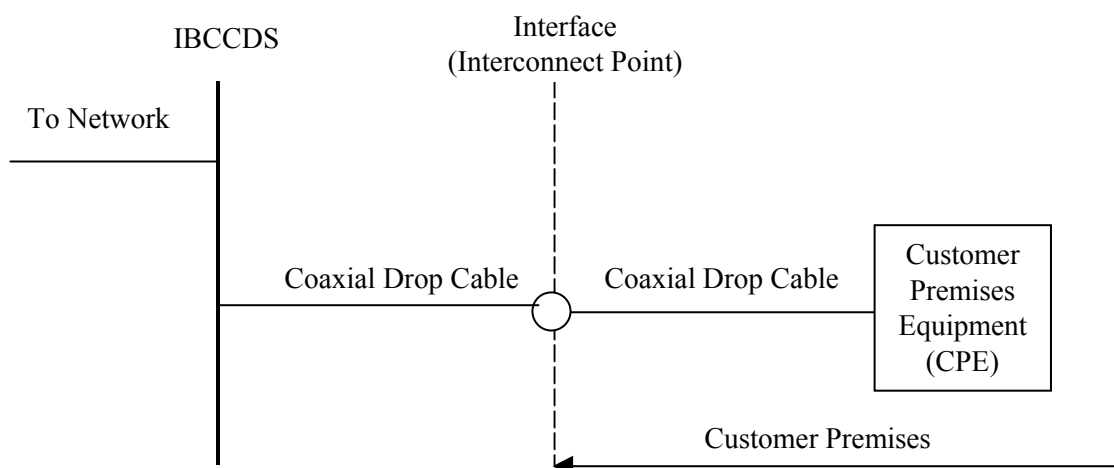 IBCCDS
Interface
(Interconnect Point)
To Network
Coaxial Drop Cable
Coaxial Drop Cable
Customer
Premises
Equipment
(CPE)
Customer Premises